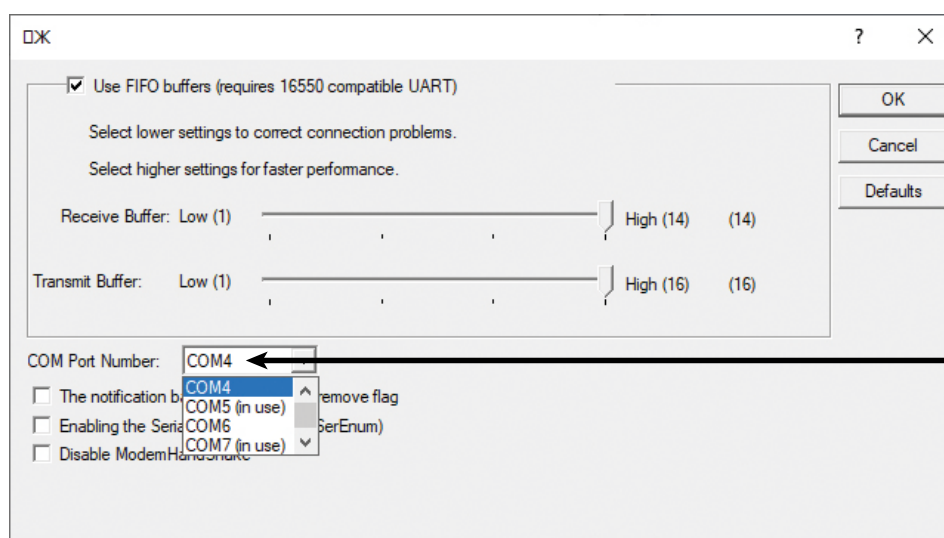 □Ж
Use FIFO buffers (requires 16550 compatible UART)
OK
Select lower settings to correct connection problems.
Cancel
Select higher settings for faster performance.
Defaults
Receive Buffer: Low (1) High (14) (14)
Transmit Buffer: Low (1) High (16) (16)
COM Port Number: COM4
COM4
The notification remove flag
COM5 (in use)
Enabling the SerEnum)
COM6
Disable
COM7 (in use)